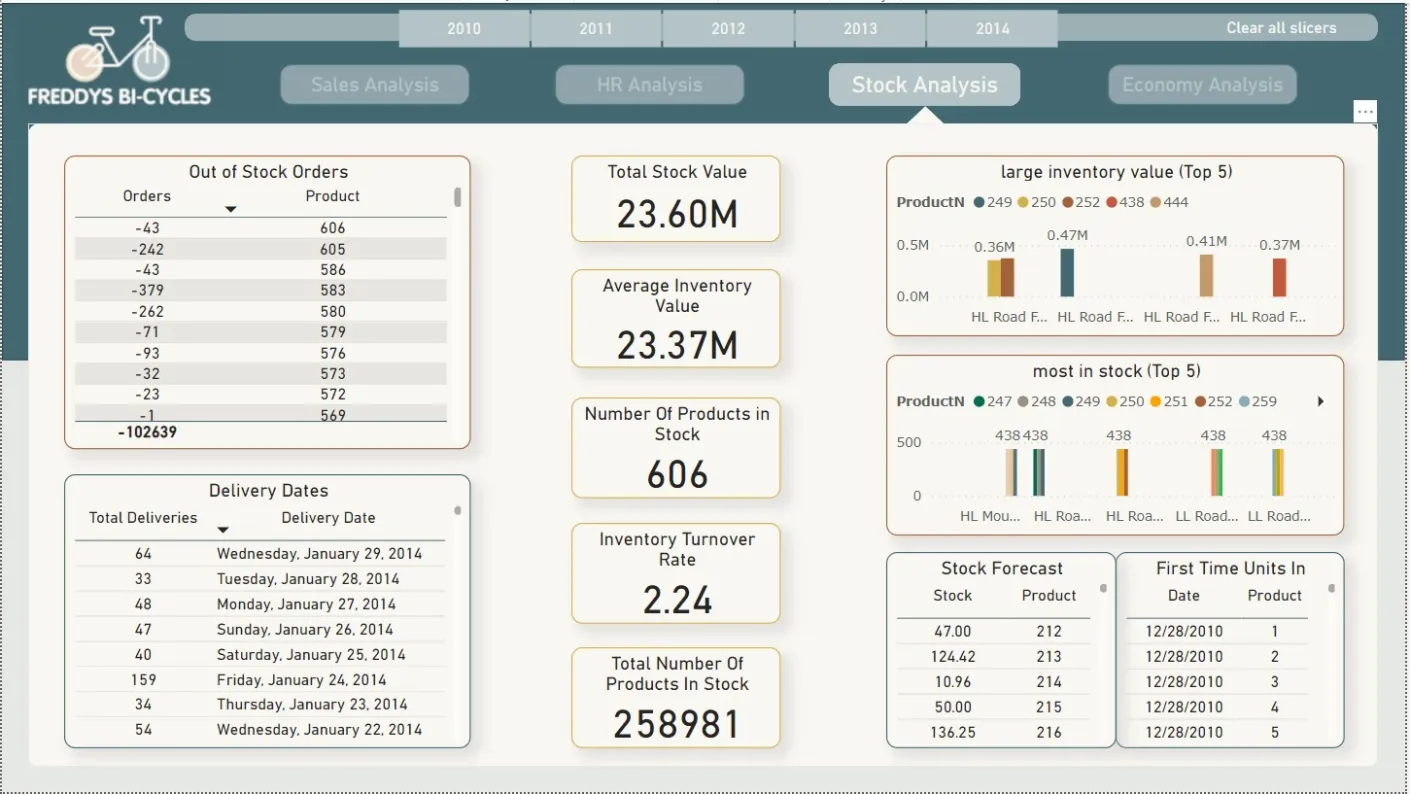 2010 2011 2012 2013 2014 Clear all slicers
FREDDYS BI-CYCLES
Sales Analysis HR Analysis Stock Analysis Economy Analysis
...
Out of Stock Orders
Orders Product
-43 606
-242 605
-43 586
-379 583
-262 580
-71 579
-93 576
-32 573
-23 572
-1 569
-102639
Delivery Dates
Total Deliveries Delivery Date
64 Wednesday, January 29, 2014
33 Tuesday, January 28, 2014
48 Monday, January 27, 2014
47 Sunday, January 26, 2014
40 Saturday, January 25, 2014
159 Friday, January 24, 2014
34 Thursday, January 23, 2014
54 Wednesday, January 22, 2014
Total Stock Value
23.60M
Average Inventory
Value
23.37M
Number Of Products in
Stock
606
Inventory Turnover
Rate
2.24
Total Number Of
Products In Stock
258981
large inventory value (Top 5)
ProductN 249 250 252 438 444
0.5M
0.0M
0.36M 0.47M 0.41M 0.37M
HL Road F... HL Road F... HL Road F... HL Road F...
most in stock (Top 5)
ProductN 247 248 249 250 251 252 259
500
0
438 438 438 438 438
HL Mou... HL Roa... HL Roa... LL Road... LL Road...
Stock Forecast
Stock Product
47.00 212
124.42 213
10.96 214
50.00 215
136.25 216
First Time Units In
Date Product
12/28/2010 1
12/28/2010 2
12/28/2010 3
12/28/2010 4
12/28/2010 5